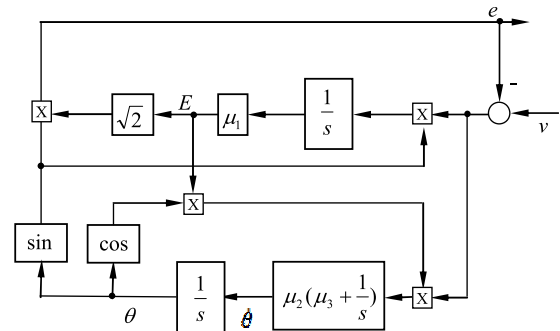 e
-
X √2 E μ₁ 1/s X v
X
sin cos
θ 1/s θ̇ μ₂(μ₃ + 1/s) X